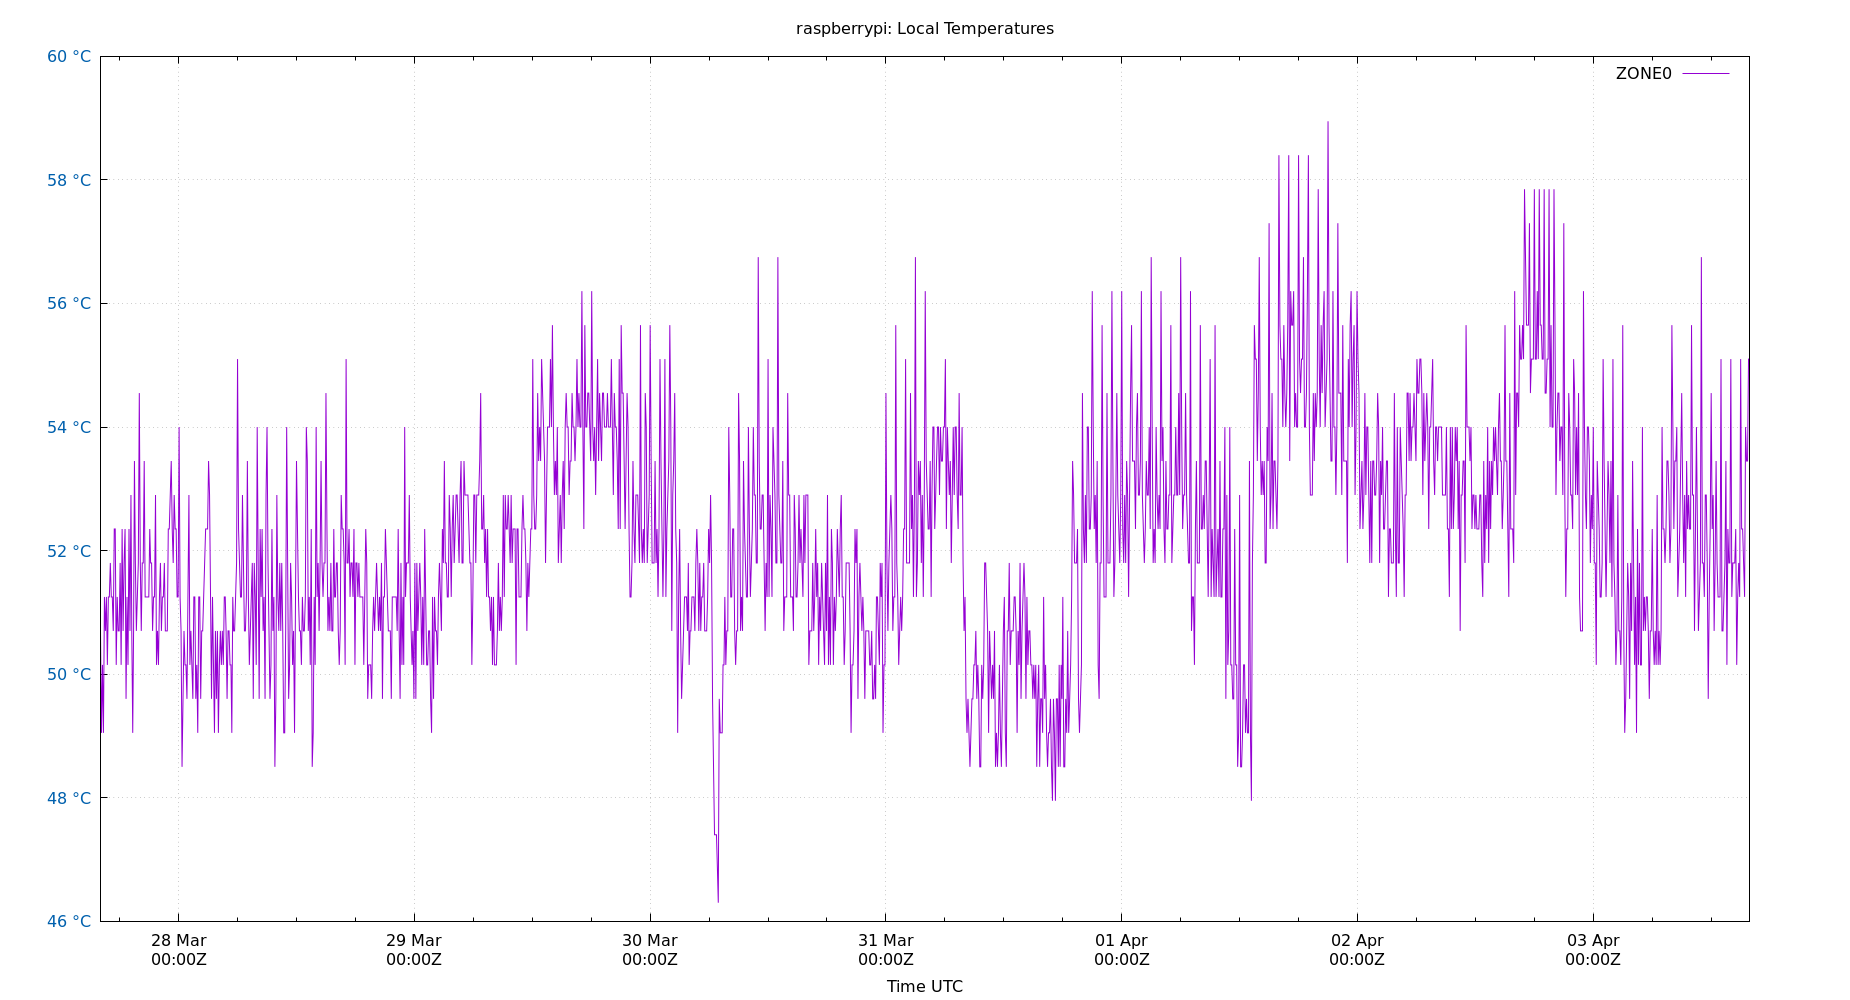 raspberrypi: Local Temperatures
60 °C
ZONE0
58 °C
56 °C
54 °C
52 °C
50 °C
48 °C
46 °C
28 Mar 29 Mar 30 Mar 31 Mar 01 Apr 02 Apr 03 Apr
00:00Z 00:00Z 00:00Z 00:00Z 00:00Z 00:00Z 00:00Z
Time UTC